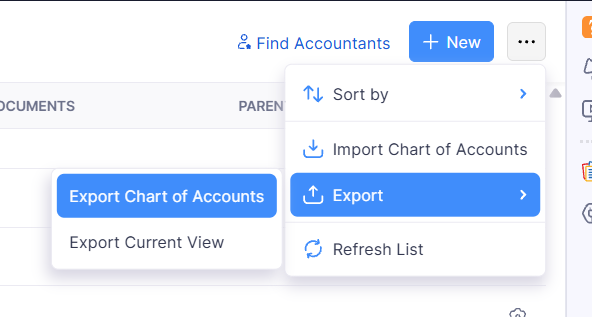 Find Accountants
New
OCUMENTS
PAREN
Sort by
Import Chart of Accounts
Export Chart of Accounts
Export
Export Current View
Refresh List